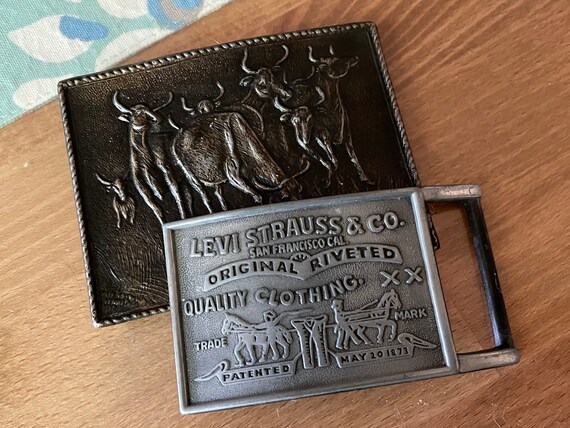 LEVI STRAUSS & CO.
SAN FRANCISCO CAL.
ORIGINAL RIVETED
QUALITY CLOTHING. XX
TRADE MARK
PATENTED MAY 20 1873